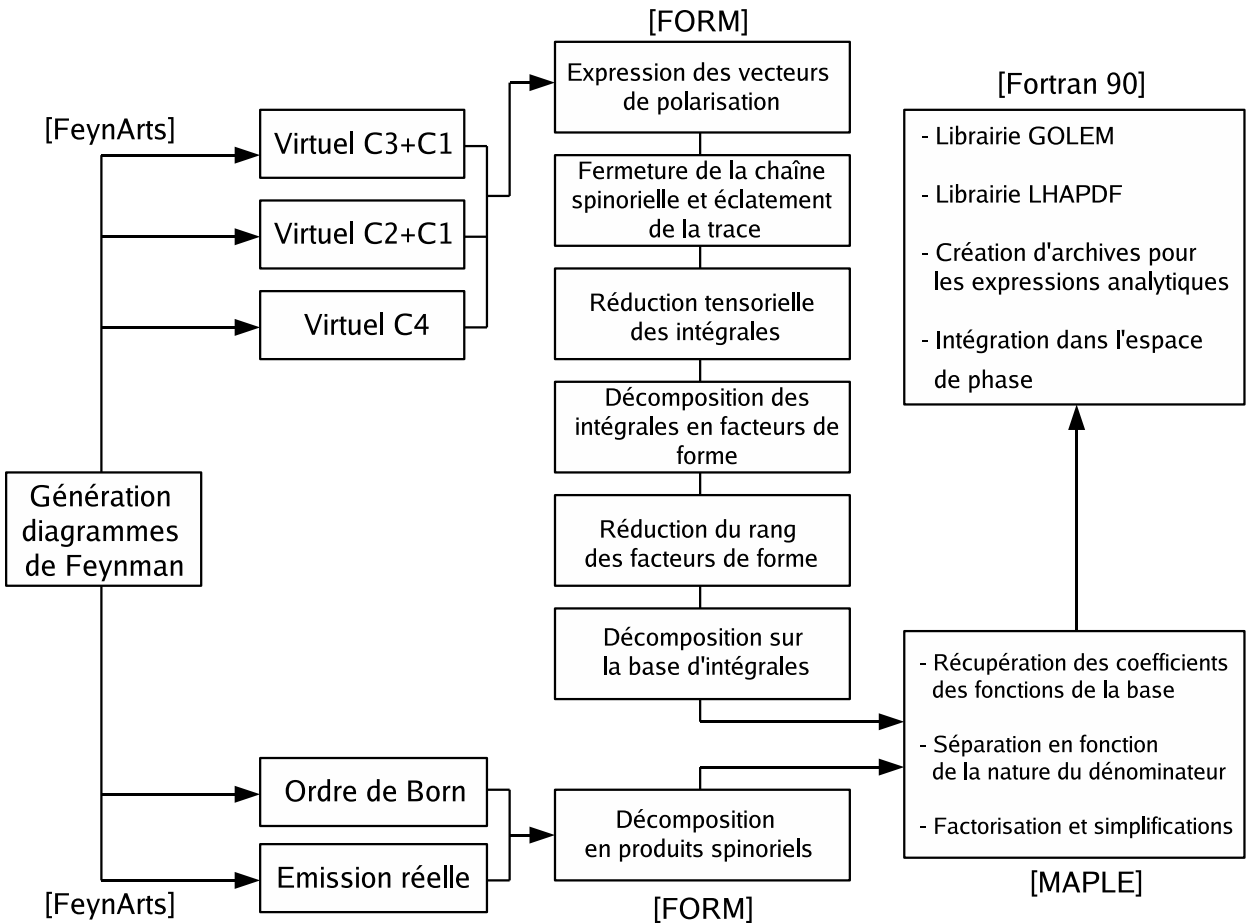 [FORM]
Expression des vecteurs
de polarisation
[Fortran 90]
[FeynArts]
Virtuel C3+C1
- Librairie GOLEM
Fermeture de la chaîne
spinorielle et éclatement
de la trace
- Librairie LHAPDF
Virtuel C2+C1
- Création d'archives pour
les expressions analytiques
Virtuel C4
Réduction tensorielle
des intégrales
- Intégration dans l'espace
de phase
Décomposition des
intégrales en facteurs de
forme
Génération
diagrammes
de Feynman
Réduction du rang
des facteurs de forme
Décomposition sur
la base d'intégrales
- Récupération des coefficients
des fonctions de la base
- Séparation en fonction
de la nature du dénominateur
- Factorisation et simplifications
Ordre de Born
Décomposition
en produits spinoriels
Emission réelle
[FeynArts]
[FORM]
[MAPLE]